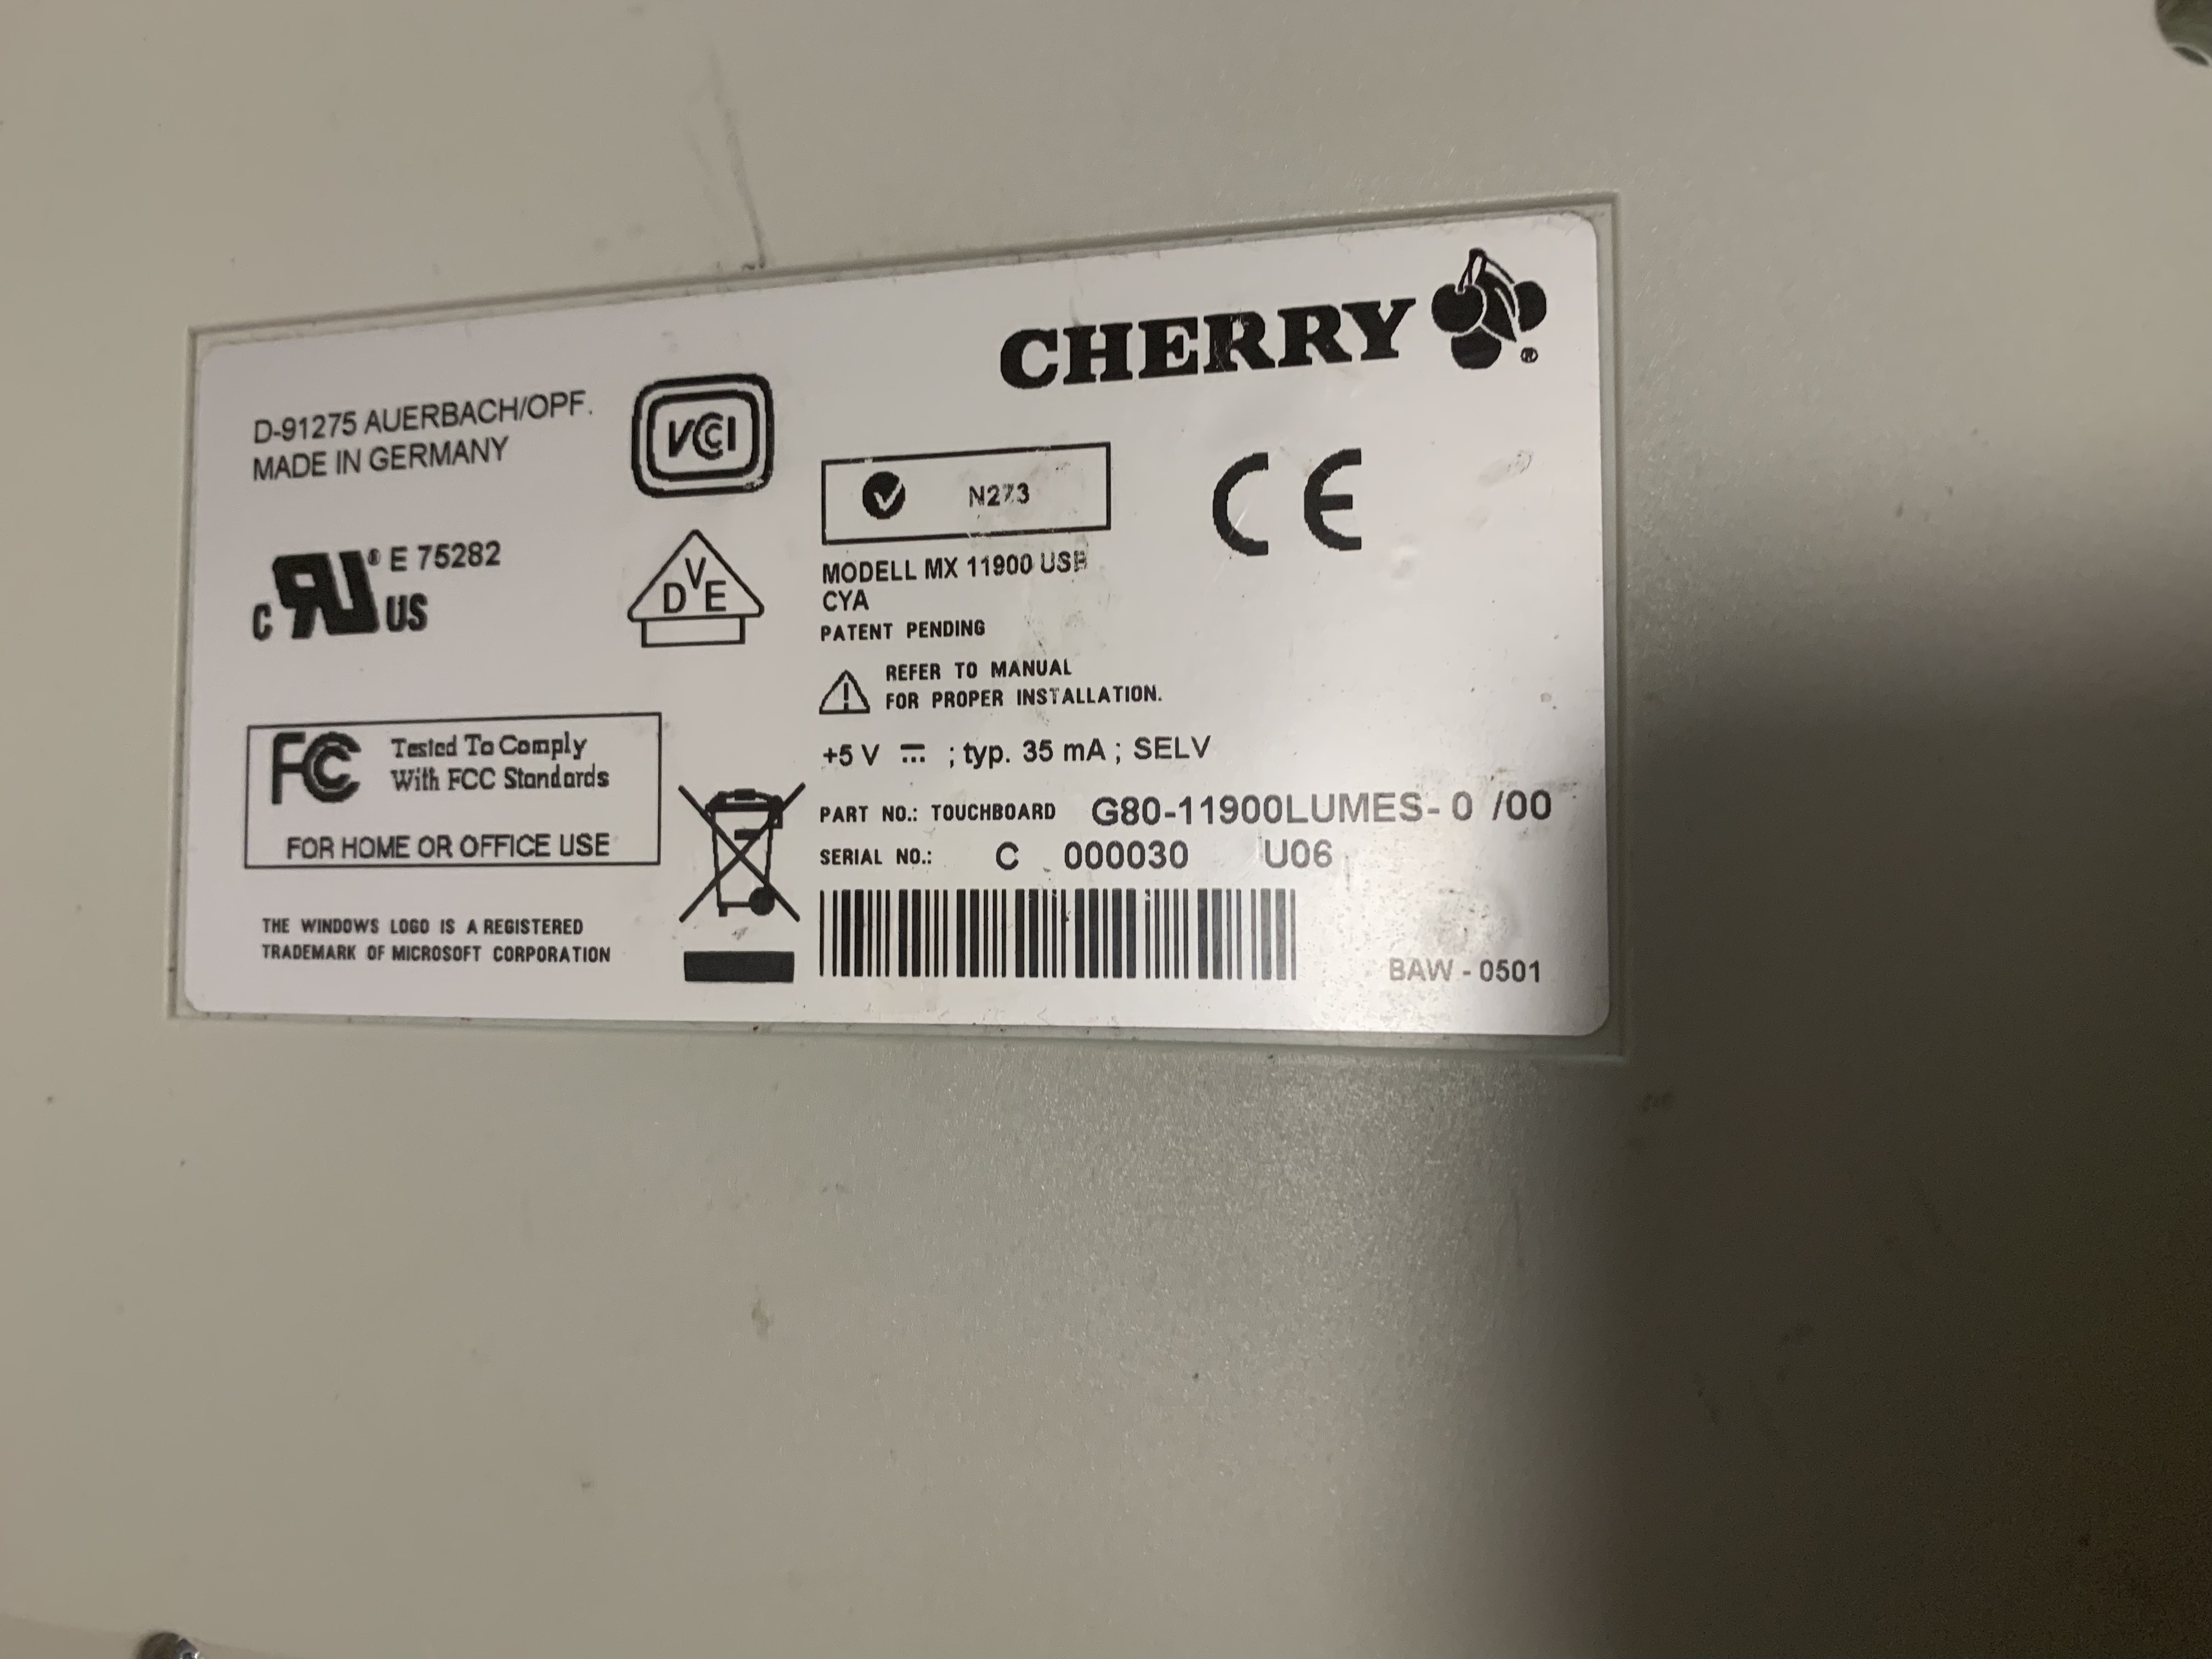 CHERRY ®
D-91275 AUERBACH/OPF.
MADE IN GERMANY
VCCI
N273
CE
® E 75282
C RU US
DVE
MODELL MX 11900 USB
CYA
PATENT PENDING
REFER TO MANUAL
FOR PROPER INSTALLATION.
FC Tested To Comply
With FCC Standards
FOR HOME OR OFFICE USE
+5 V ; typ. 35 mA ; SELV
PART NO.: TOUCHBOARD G80-11900LUMES- 0 /00
SERIAL NO.: C 000030 U06
THE WINDOWS LOGO IS A REGISTERED
TRADEMARK OF MICROSOFT CORPORATION
BAW - 0501